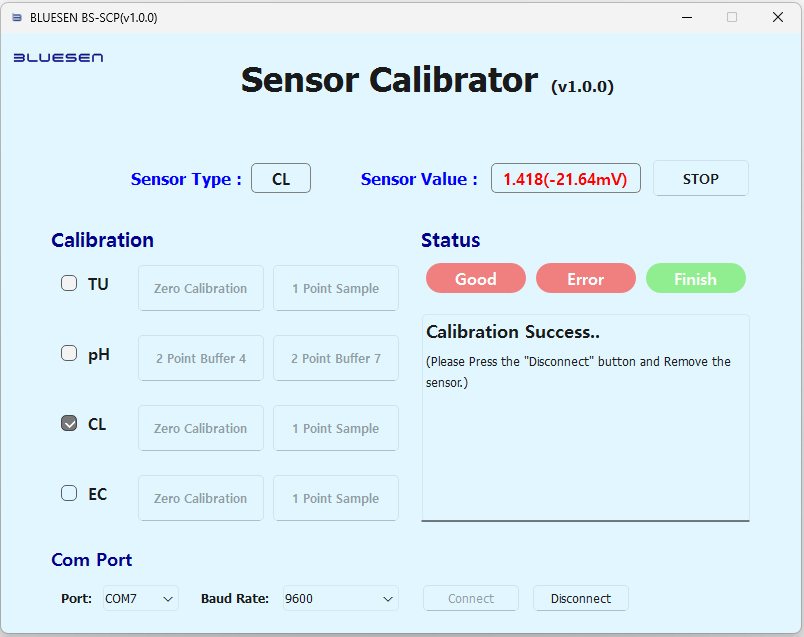 BLUESEN BS-SCP(v1.0.0)
BLUESEN
Sensor Calibrator (v1.0.0)
Sensor Type : CL Sensor Value : 1.418(-21.64mV) STOP
Calibration
TU Zero Calibration 1 Point Sample
pH 2 Point Buffer 4 2 Point Buffer 7
CL Zero Calibration 1 Point Sample
EC Zero Calibration 1 Point Sample
Status
Good Error Finish
Calibration Success..
(Please Press the "Disconnect" button and Remove the
sensor.)
Com Port
Port: COM7 Baud Rate: 9600 Connect Disconnect